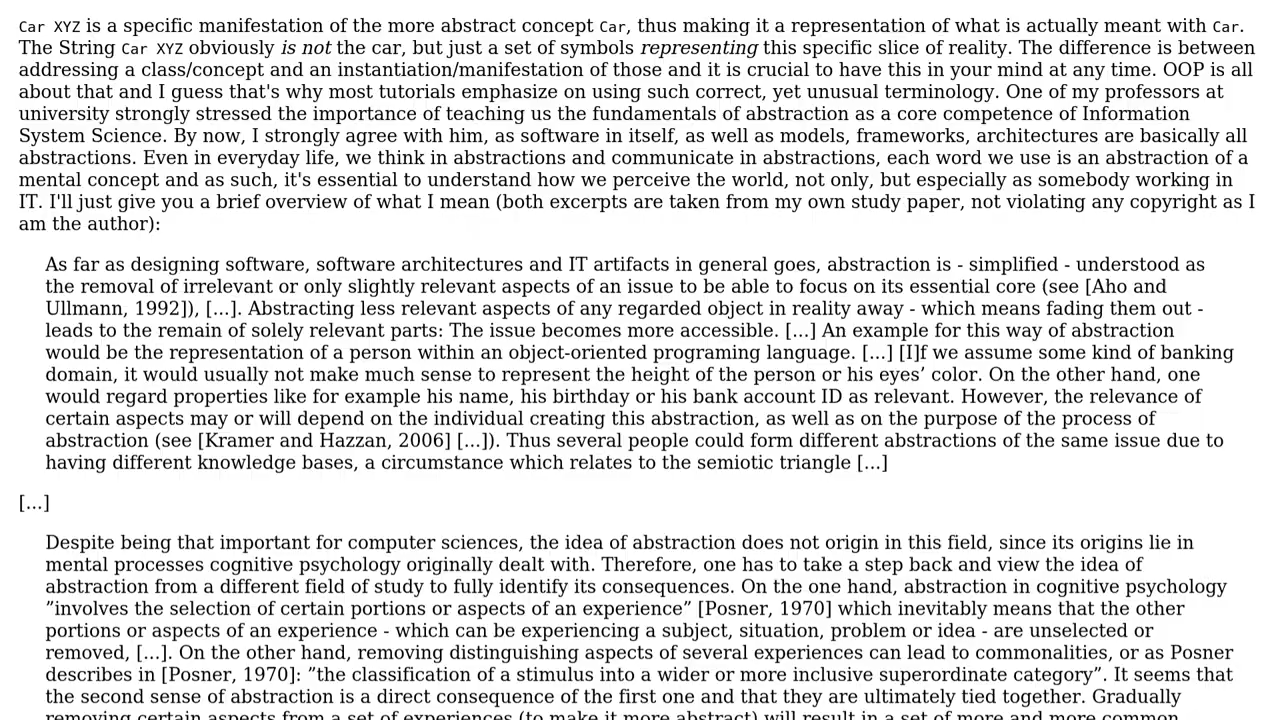 Car XYZ is a specific manifestation of the more abstract concept Car, thus making it a representation of what is actually meant with Car.
The String Car XYZ obviously is not the car, but just a set of symbols representing this specific slice of reality. The difference is between
addressing a class/concept and an instantiation/manifestation of those and it is crucial to have this in your mind at any time. OOP is all
about that and I guess that's why most tutorials emphasize on using such correct, yet unusual terminology. One of my professors at
university strongly stressed the importance of teaching us the fundamentals of abstraction as a core competence of Information
System Science. By now, I strongly agree with him, as software in itself, as well as models, frameworks, architectures are basically all
abstractions. Even in everyday life, we think in abstractions and communicate in abstractions, each word we use is an abstraction of a
mental concept and as such, it's essential to understand how we perceive the world, not only, but especially as somebody working in
IT. I'll just give you a brief overview of what I mean (both excerpts are taken from my own study paper, not violating any copyright as I
am the author):
As far as designing software, software architectures and IT artifacts in general goes, abstraction is - simplified - understood as
the removal of irrelevant or only slightly relevant aspects of an issue to be able to focus on its essential core (see [Aho and
Ullmann, 1992]), [...]. Abstracting less relevant aspects of any regarded object in reality away - which means fading them out -
leads to the remain of solely relevant parts: The issue becomes more accessible. [...] An example for this way of abstraction
would be the representation of a person within an object-oriented programing language. [...] [I]f we assume some kind of banking
domain, it would usually not make much sense to represent the height of the person or his eyes’ color. On the other hand, one
would regard properties like for example his name, his birthday or his bank account ID as relevant. However, the relevance of
certain aspects may or will depend on the individual creating this abstraction, as well as on the purpose of the process of
abstraction (see [Kramer and Hazzan, 2006] [...]). Thus several people could form different abstractions of the same issue due to
having different knowledge bases, a circumstance which relates to the semiotic triangle [...]
[...]
Despite being that important for computer sciences, the idea of abstraction does not origin in this field, since its origins lie in
mental processes cognitive psychology originally dealt with. Therefore, one has to take a step back and view the idea of
abstraction from a different field of study to fully identify its consequences. On the one hand, abstraction in cognitive psychology
”involves the selection of certain portions or aspects of an experience” [Posner, 1970] which inevitably means that the other
portions or aspects of an experience - which can be experiencing a subject, situation, problem or idea - are unselected or
removed, [...]. On the other hand, removing distinguishing aspects of several experiences can lead to commonalities, or as Posner
describes in [Posner, 1970]: ”the classification of a stimulus into a wider or more inclusive superordinate category”. It seems that
the second sense of abstraction is a direct consequence of the first one and that they are ultimately tied together. Gradually
removing certain aspects from a set of experiences (to make it more abstract) will result in a set of more and more common